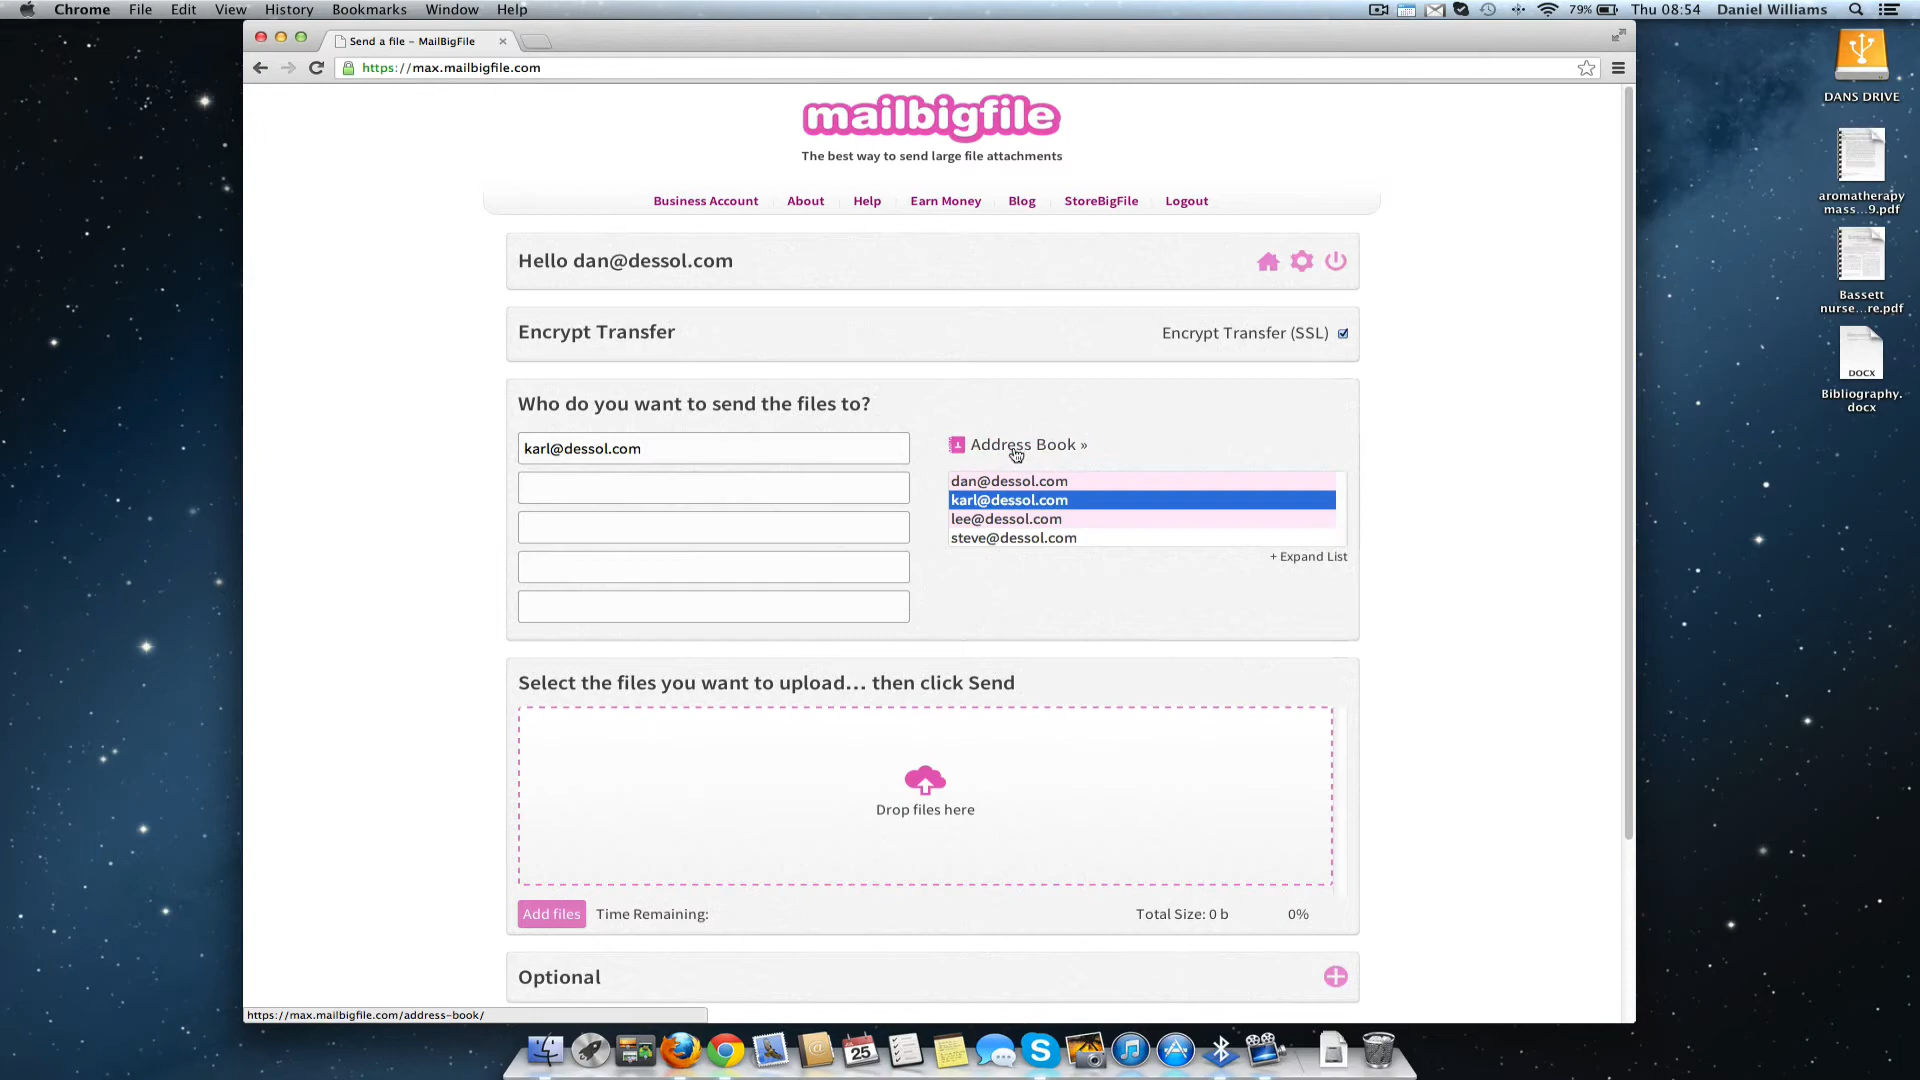 Chrome File Edit View History Bookmarks Window Help
79% Thu 08:54 Daniel Williams
Send a file – MailBigFile
https://max.mailbigfile.com
mailbigfile
The best way to send large file attachments
Business Account About Help Earn Money Blog StoreBigFile Logout
Hello dan@dessol.com
Encrypt Transfer
Encrypt Transfer (SSL)
Who do you want to send the files to?
karl@dessol.com
Address Book »
dan@dessol.com
karl@dessol.com
lee@dessol.com
steve@dessol.com
+ Expand List
Select the files you want to upload... then click Send
Drop files here
Add files Time Remaining: Total Size: 0 b 0%
Optional
https://max.mailbigfile.com/address-book/
DANS DRIVE
aromatherapy
mass...9.pdf
Bassett
nurse...re.pdf
DOCX
Bibliography.
docx
25